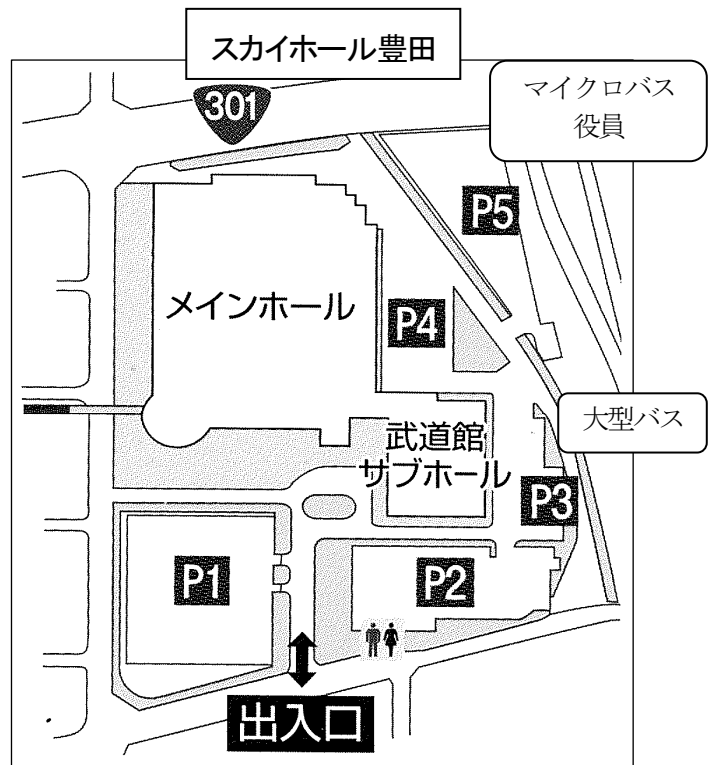 スカイホール豊田
301
マイクロバス
役員
P5
メインホール
P4
大型バス
武道館
サブホール
P3
P1
P2
出入口